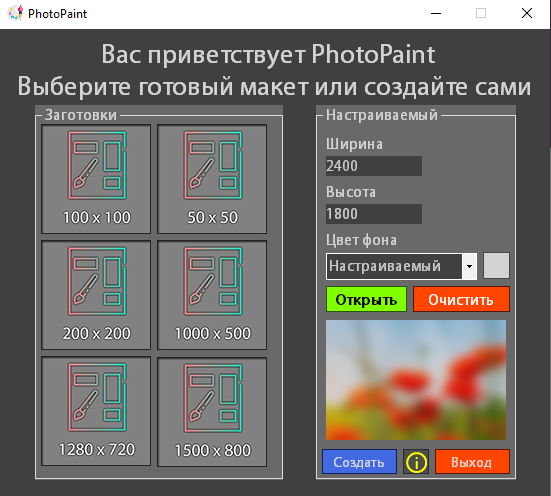 PhotoPaint
Вас приветствует PhotoPaint
Выберите готовый макет или создайте сами
Заготовки
100 x 100
50 x 50
200 x 200
1000 x 500
1280 x 720
1500 x 800
Настраиваемый
Ширина
2400
Высота
1800
Цвет фона
Настраиваемый
Открыть
Очистить
Создать
Выход